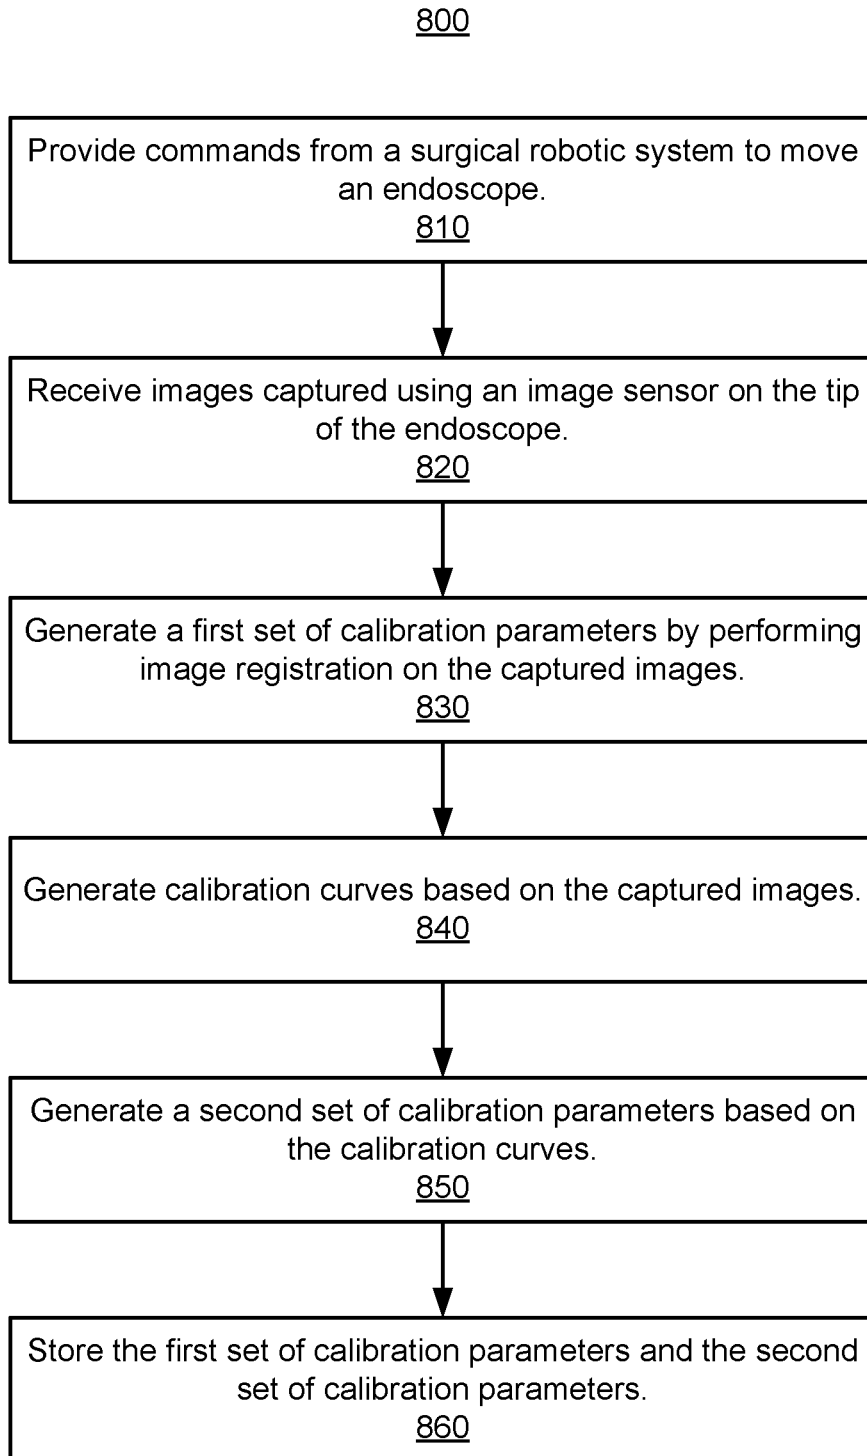 800
Provide commands from a surgical robotic system to move
an endoscope.
810
Receive images captured using an image sensor on the tip
of the endoscope.
820
Generate a first set of calibration parameters by performing
image registration on the captured images.
830
Generate calibration curves based on the captured images.
840
Generate a second set of calibration parameters based on
the calibration curves.
850
Store the first set of calibration parameters and the second
set of calibration parameters.
860